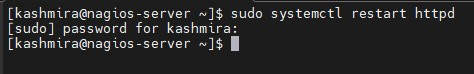 [kashmira@nagios-server ~]$ sudo systemctl restart httpd
[sudo] password for kashmira:
[kashmira@nagios-server ~]$